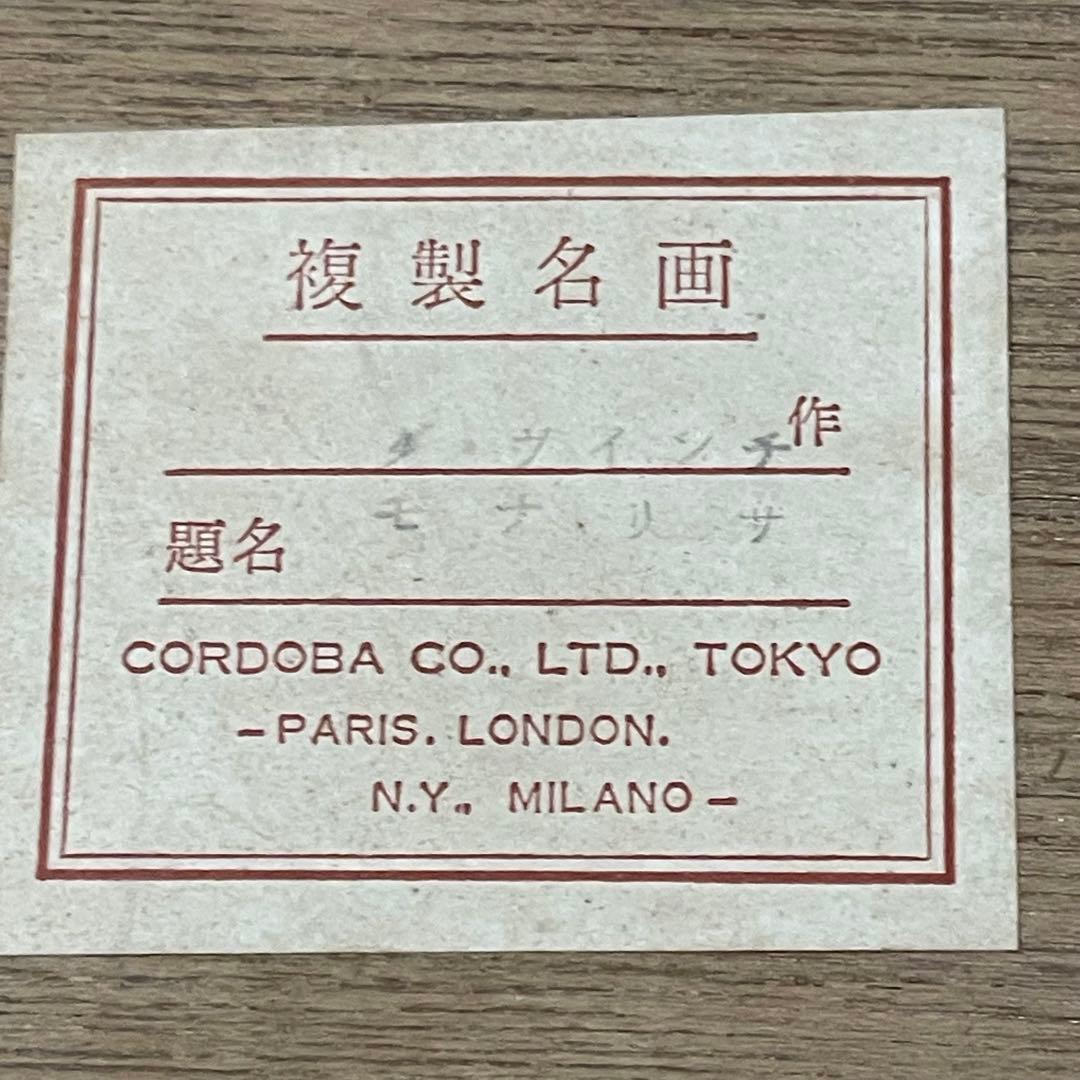 複製名画
ダ・ヴインチ作
題名 モナリサ
CORDOBA CO., LTD., TOKYO
–PARIS. LONDON.
N.Y., MILANO–